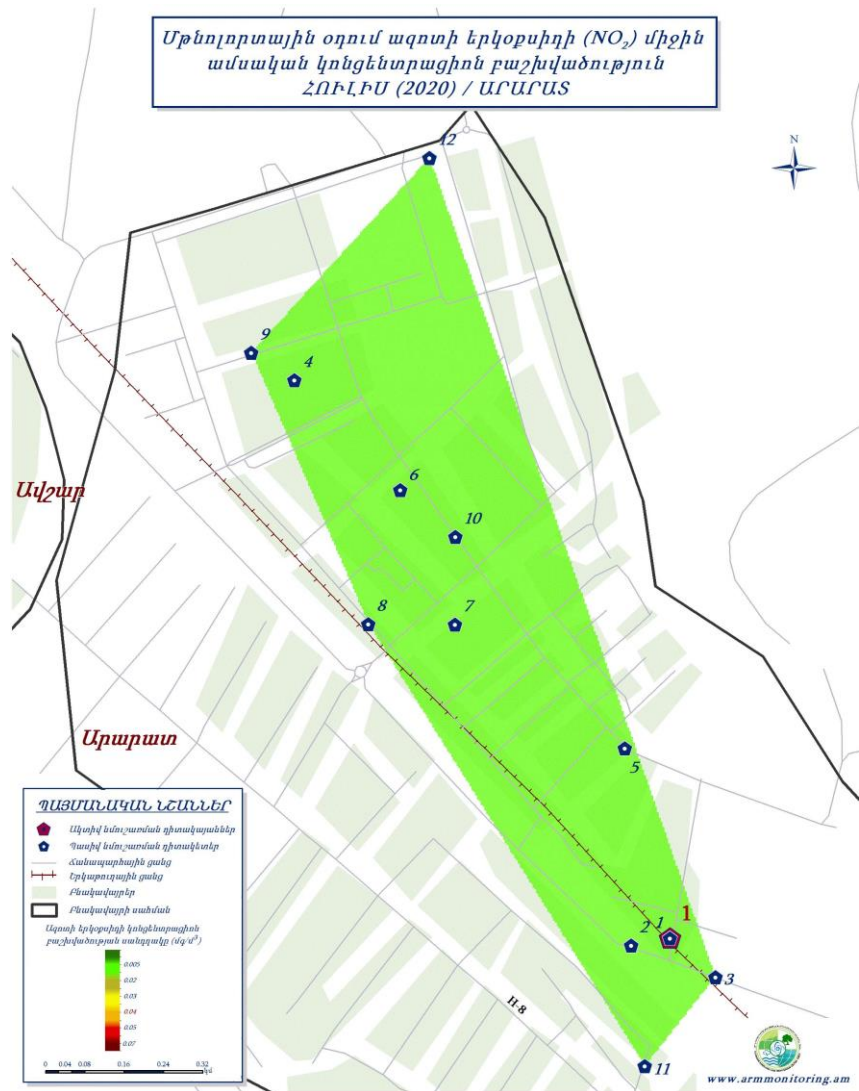 Մթնոլորտային օդում ազոտի երկօքսիդի (NO₂) միջին
ամսական կոնցենտրացիոն բաշխվածություն
ՀՈՒԼԻՍ (2020) / ԱՐԱՐԱՏ
N
12
9
4
6
10
8
7
5
1
1
2
3
11
Ավշար
Արարատ
H-8
ՊԱՅՄԱՆԱԿԱՆ ՆՇԱՆՆԵՐ
Ակտիվ նմուշառման դիտակայաններ
Պասիվ նմուշառման դիտակետեր
Ճանապարհային ցանց
Երկաթուղային ցանց
Բնակավայրեր
Բնակավայրի սահման
Ազոտի երկօքսիդի կոնցենտրացիոն
բաշխվածության սանդղակը (մգ/մ³)
0.005
0.02
0.03
0.04
0.05
0.07
0 0.04 0.08 0.16 0.24 0.32
կմ
www.armmonitoring.am